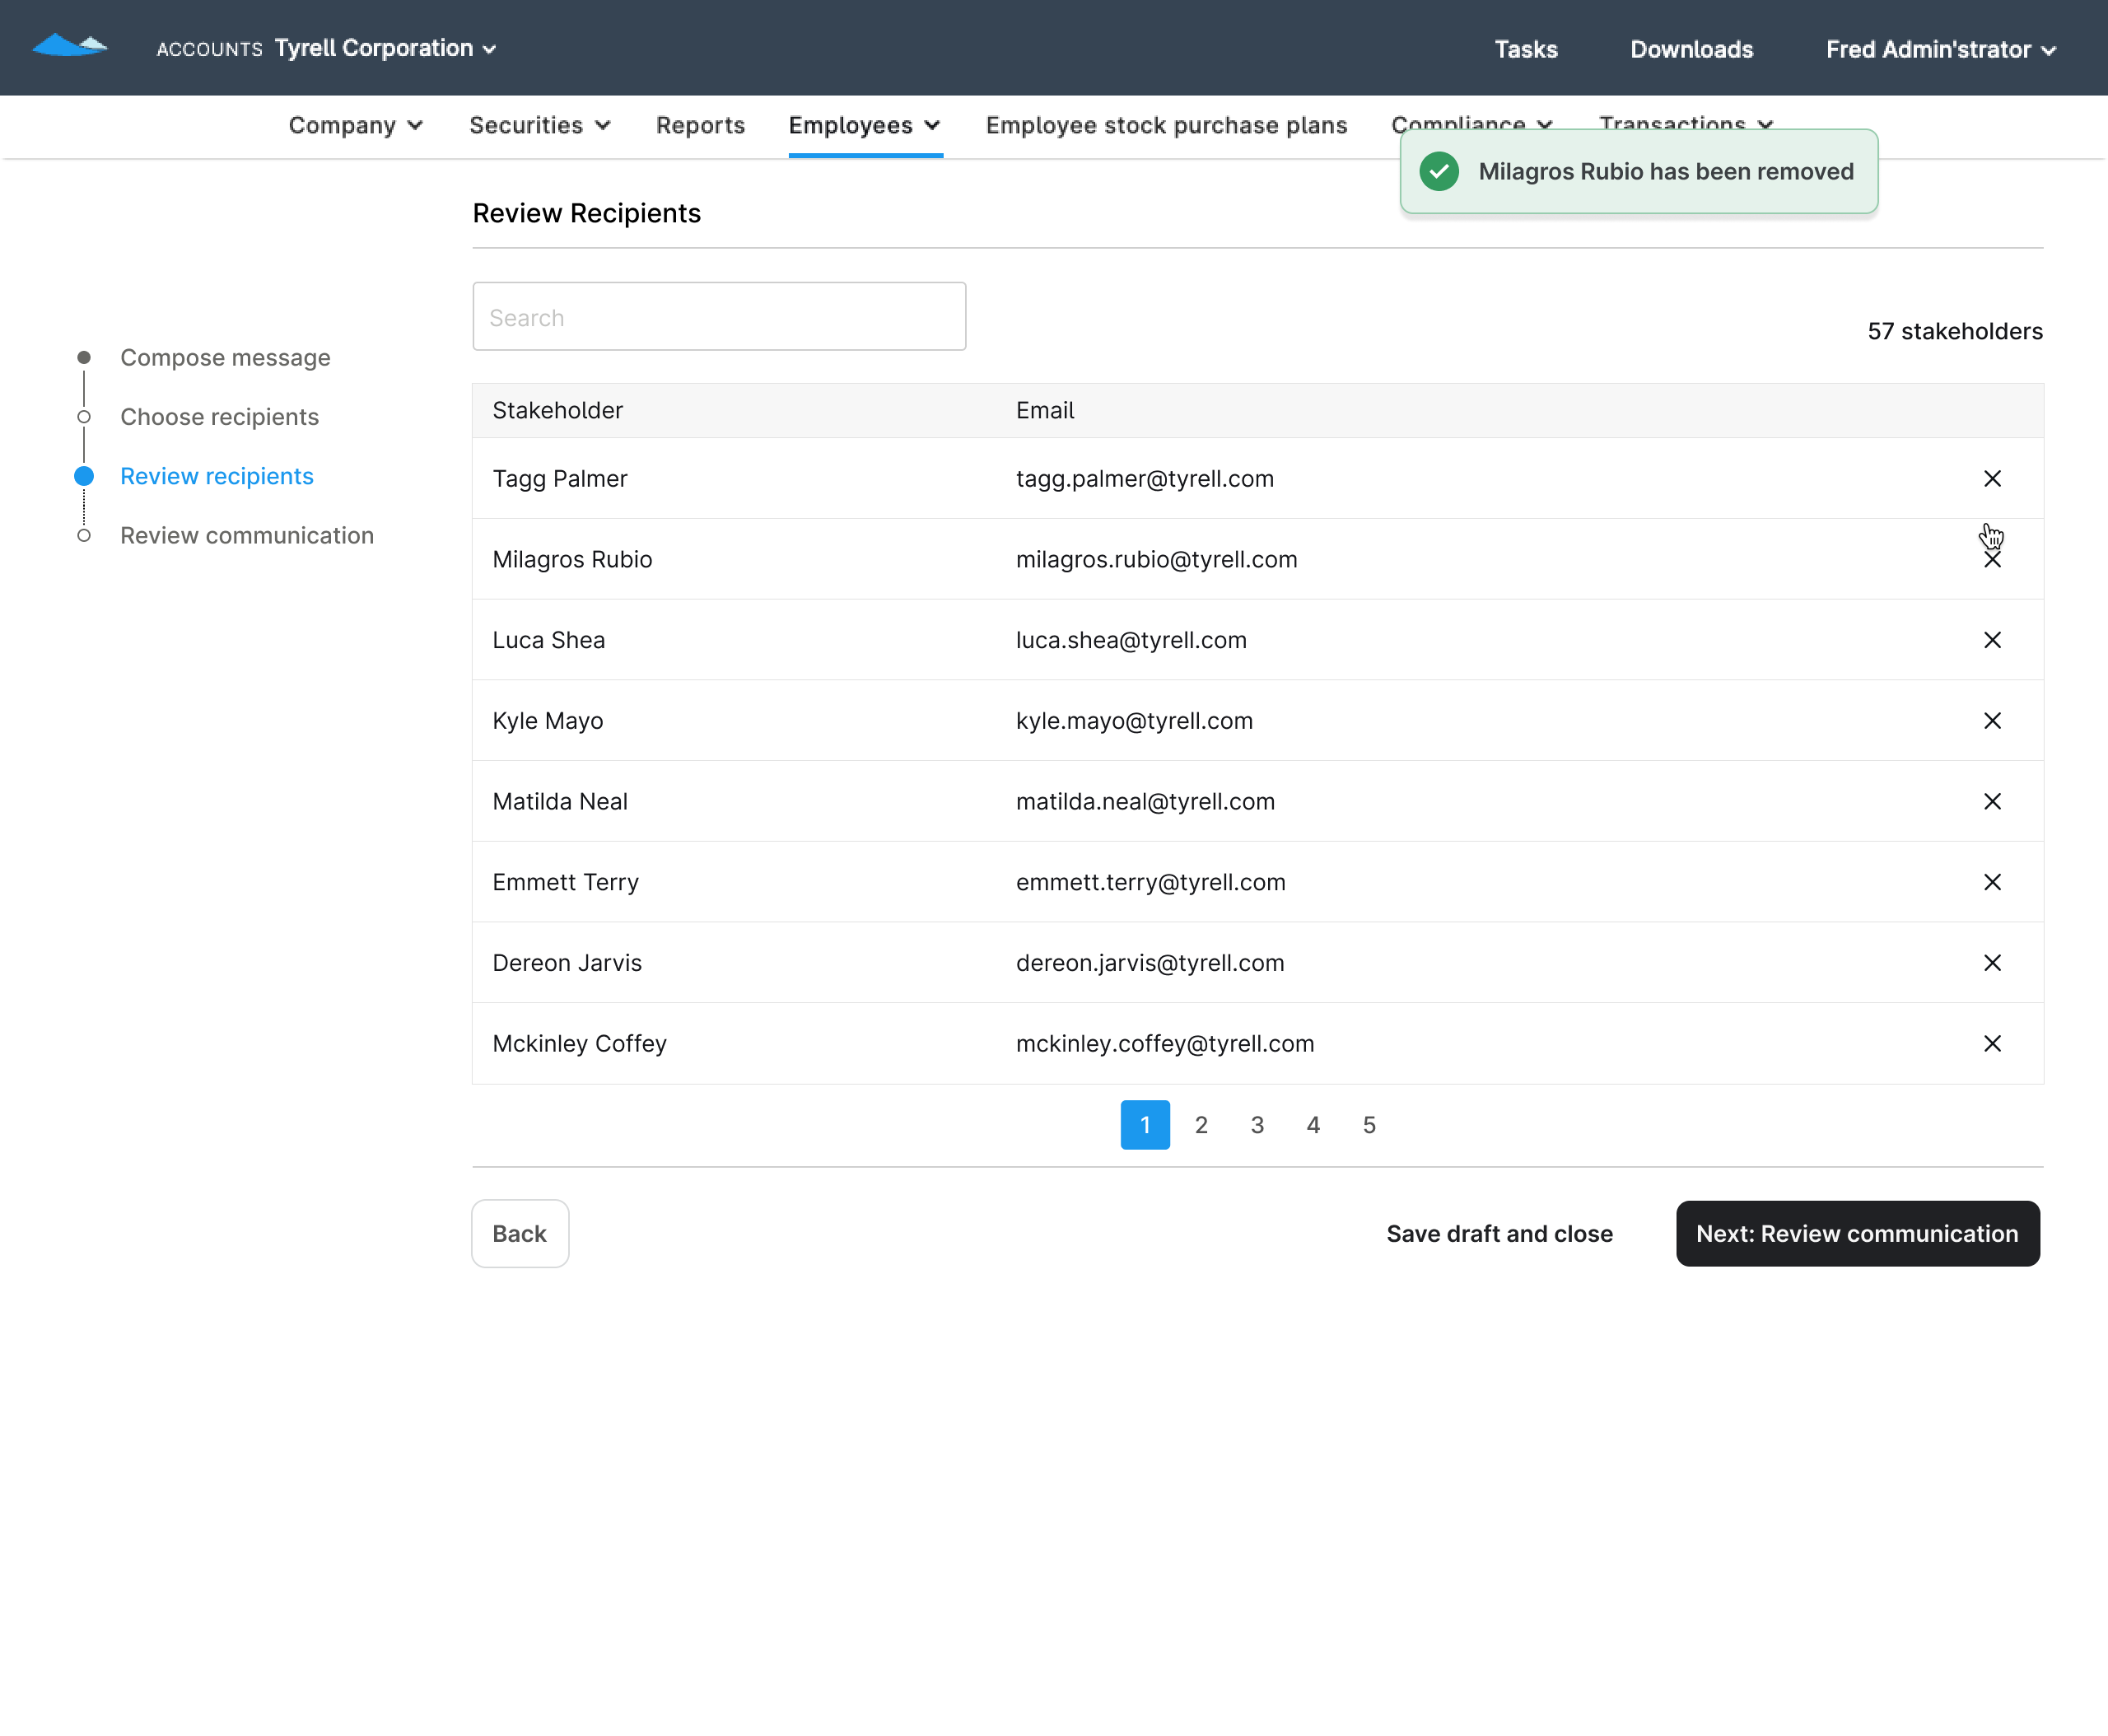 ACCOUNTS Tyrell Corporation
Tasks
Downloads
Fred Admin'strator
Company
Securities
Reports
Employees
Employee stock purchase plans
Compliance
Transactions
Milagros Rubio has been removed
Review Recipients
Search
57 stakeholders
Compose message
Choose recipients
Review recipients
Review communication
Stakeholder Email
Tagg Palmer tagg.palmer@tyrell.com
Milagros Rubio milagros.rubio@tyrell.com
Luca Shea luca.shea@tyrell.com
Kyle Mayo kyle.mayo@tyrell.com
Matilda Neal matilda.neal@tyrell.com
Emmett Terry emmett.terry@tyrell.com
Dereon Jarvis dereon.jarvis@tyrell.com
Mckinley Coffey mckinley.coffey@tyrell.com
1 2 3 4 5
Back
Save draft and close
Next: Review communication